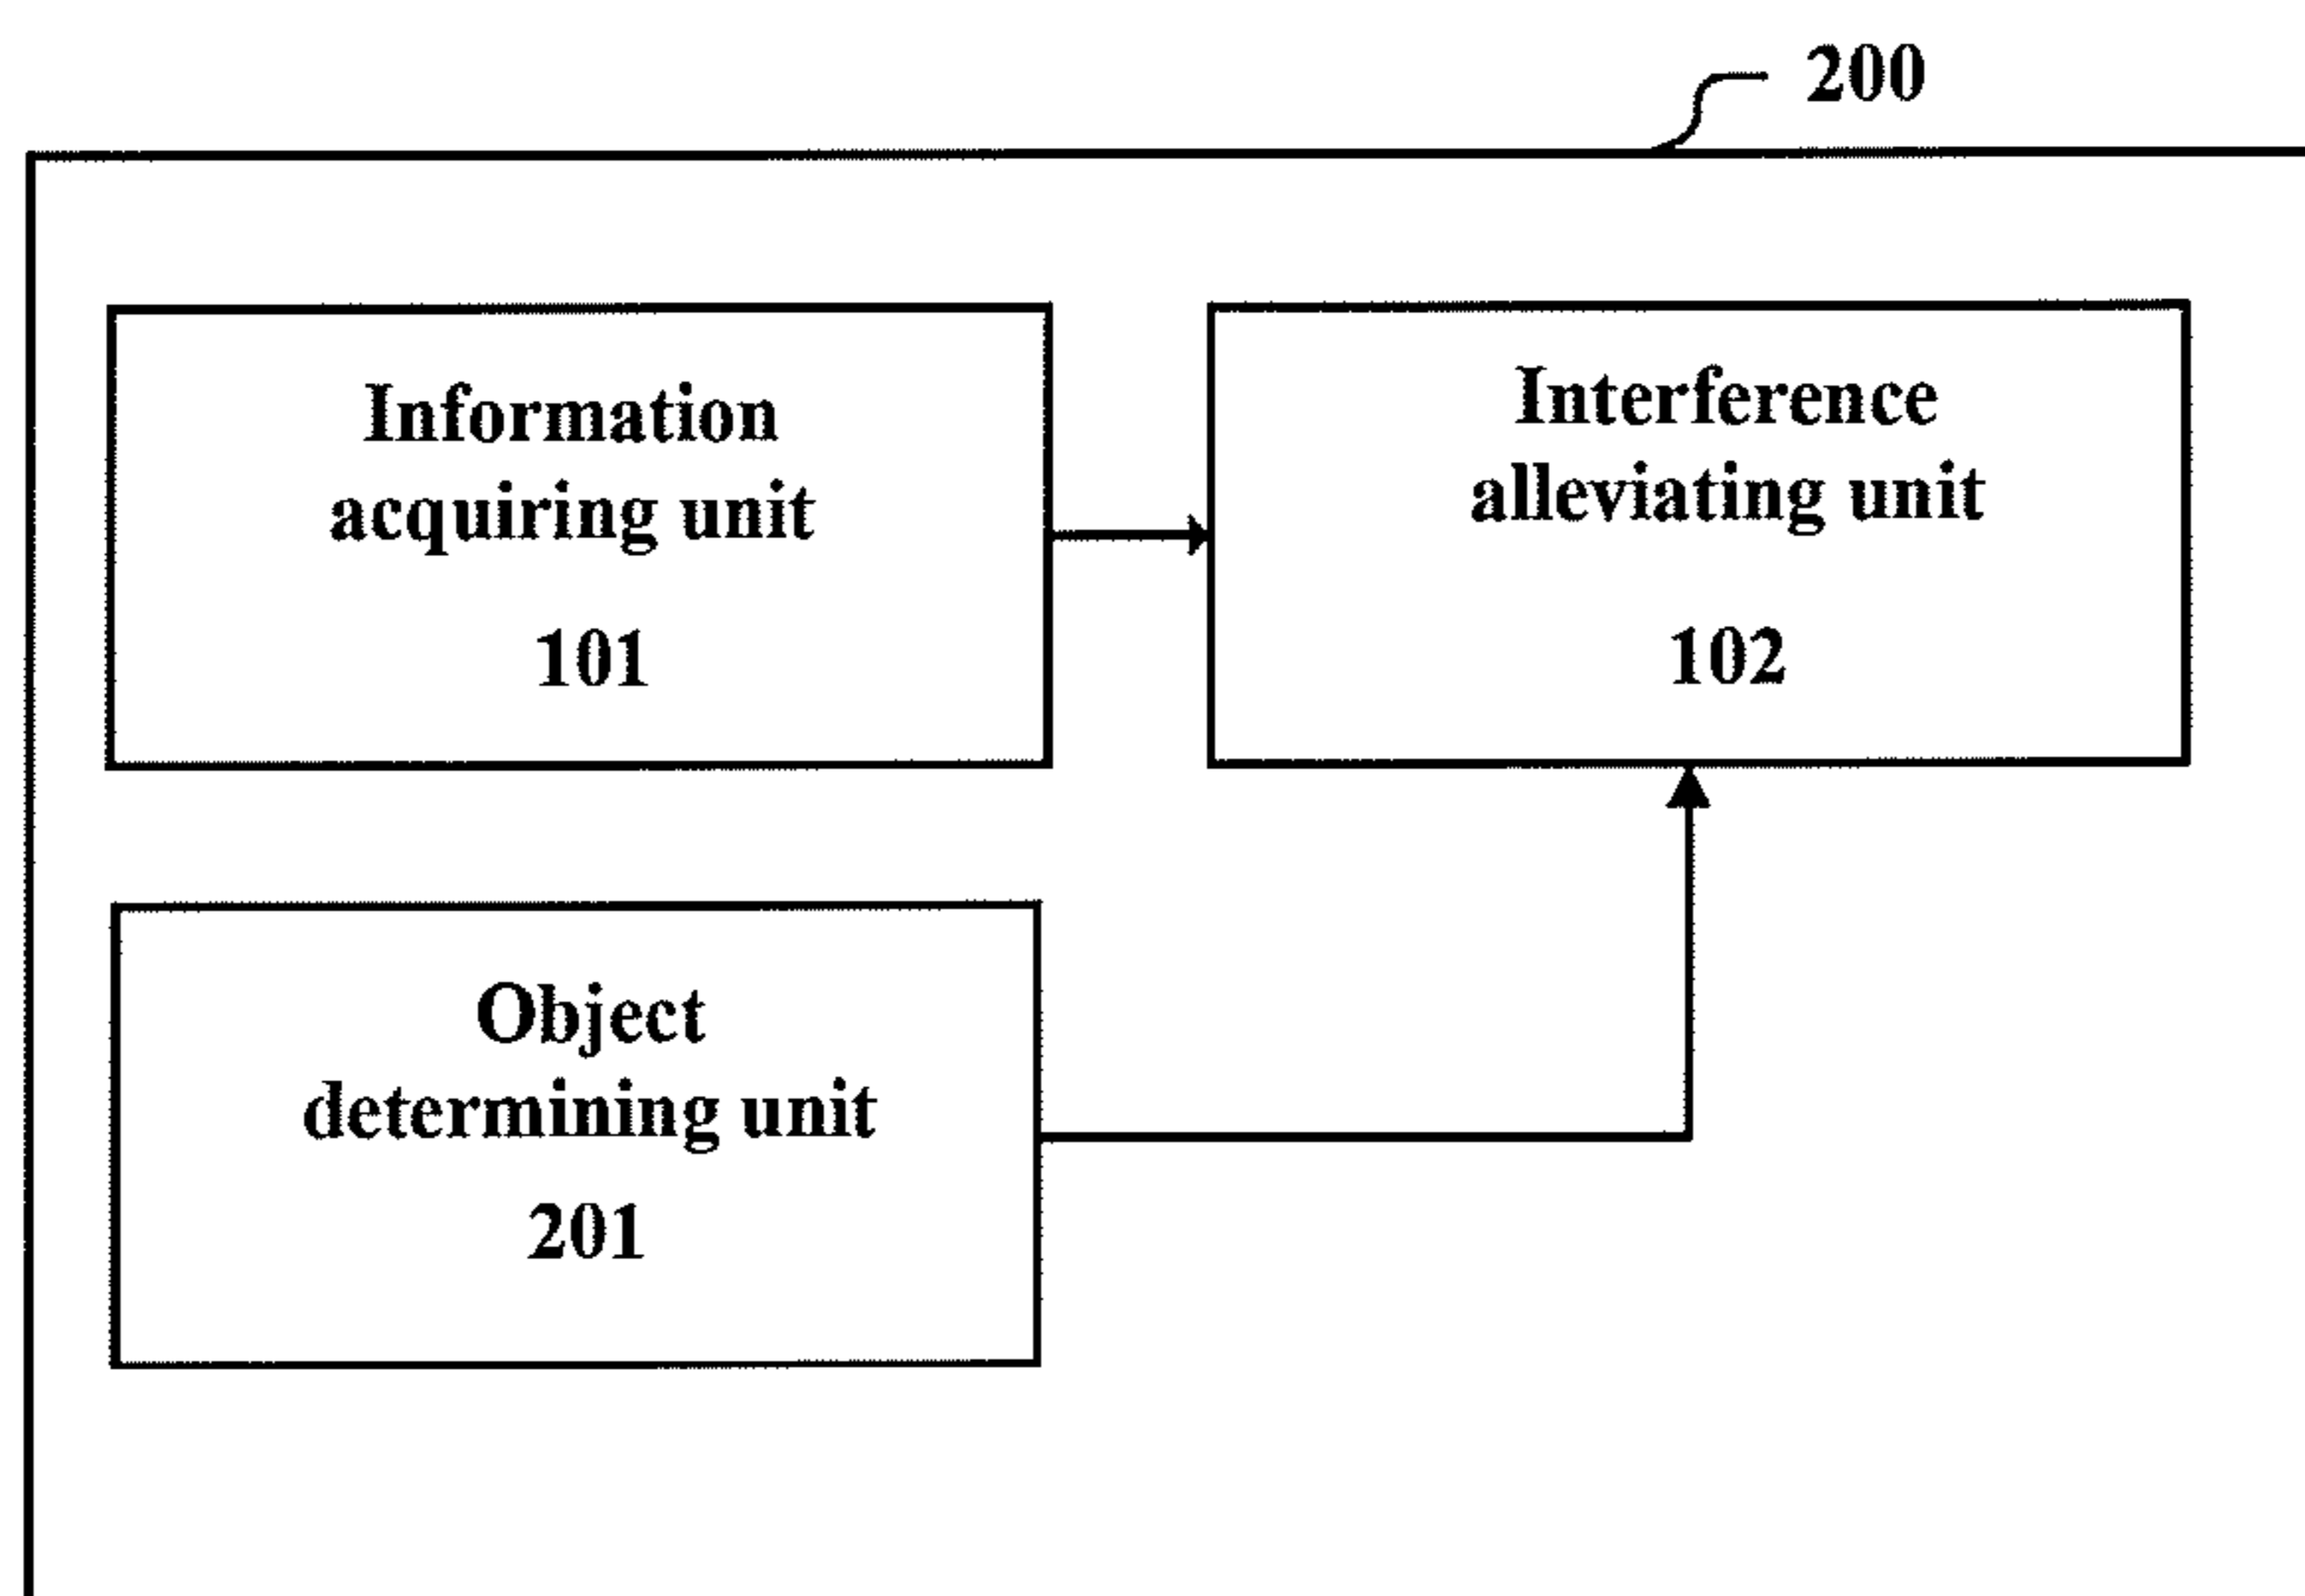 200
Information
acquiring unit
101
Interference
alleviating unit
102
Object
determining unit
201